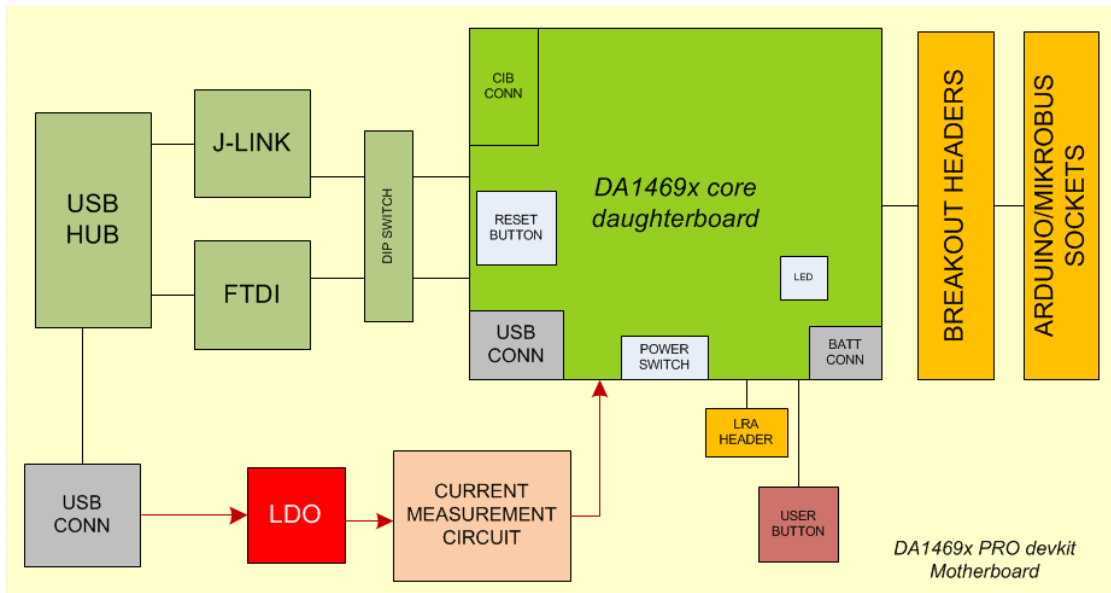 USB
HUB
J-LINK
FTDI
DIP SWITCH
CIB
CONN
RESET
BUTTON
DA1469x core
daughterboard
LED
USB
CONN
POWER
SWITCH
BATT
CONN
BREAKOUT HEADERS
ARDUINO/MIKROBUS
SOCKETS
LRA
HEADER
USB
CONN
LDO
CURRENT
MEASUREMENT
CIRCUIT
USER
BUTTON
DA1469x PRO devkit
Motherboard